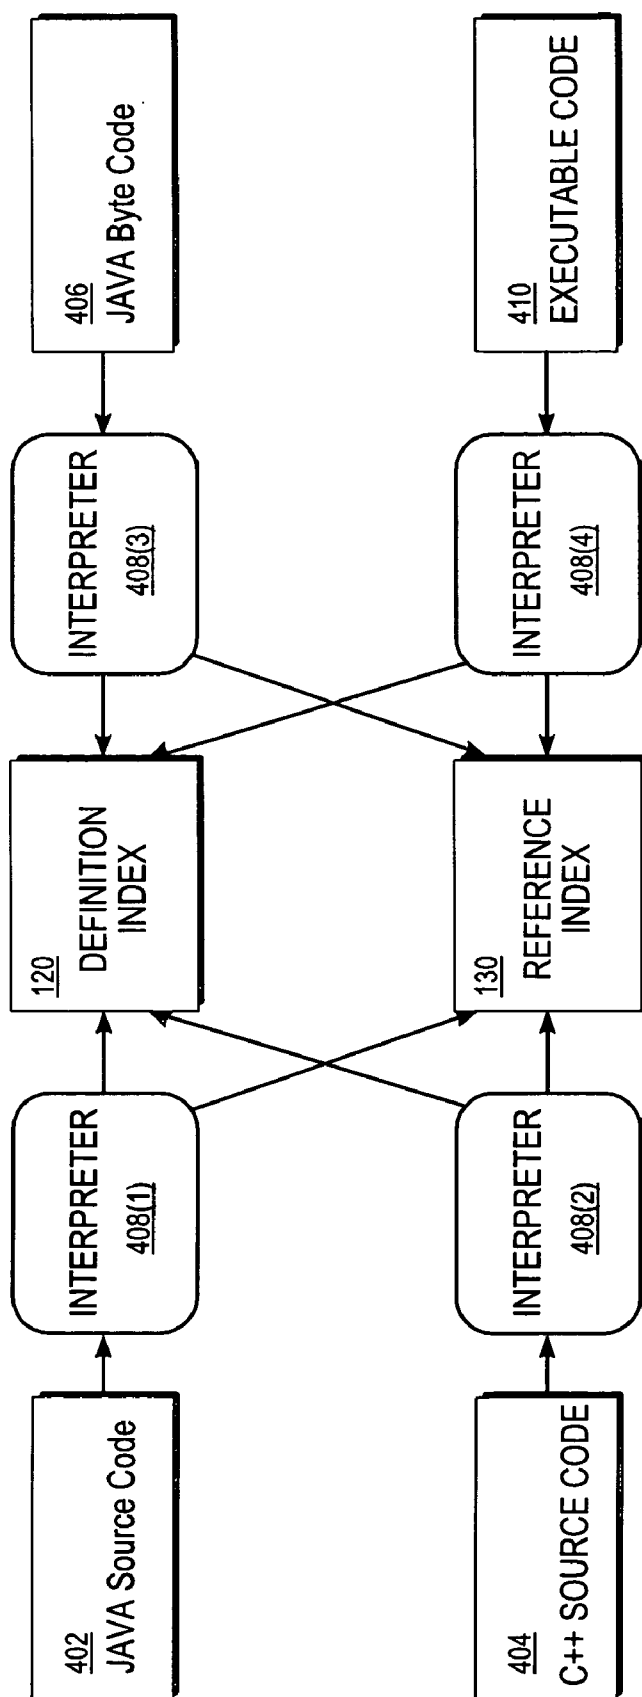 402
JAVA Source Code
INTERPRETER
408(1)
120
DEFINITION
INDEX
INTERPRETER
408(3)
406
JAVA Byte Code
404
C++ SOURCE CODE
INTERPRETER
408(2)
130
REFERENCE
INDEX
INTERPRETER
408(4)
410
EXECUTABLE CODE